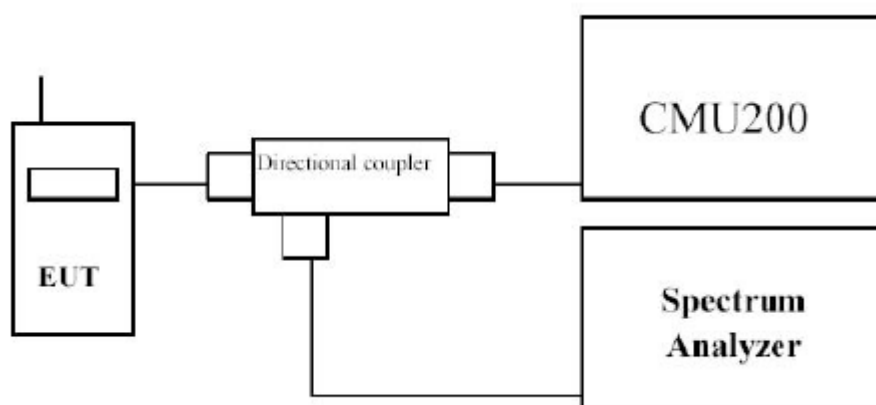 CMU200
Directional coupler
EUT
Spectrum
Analyzer